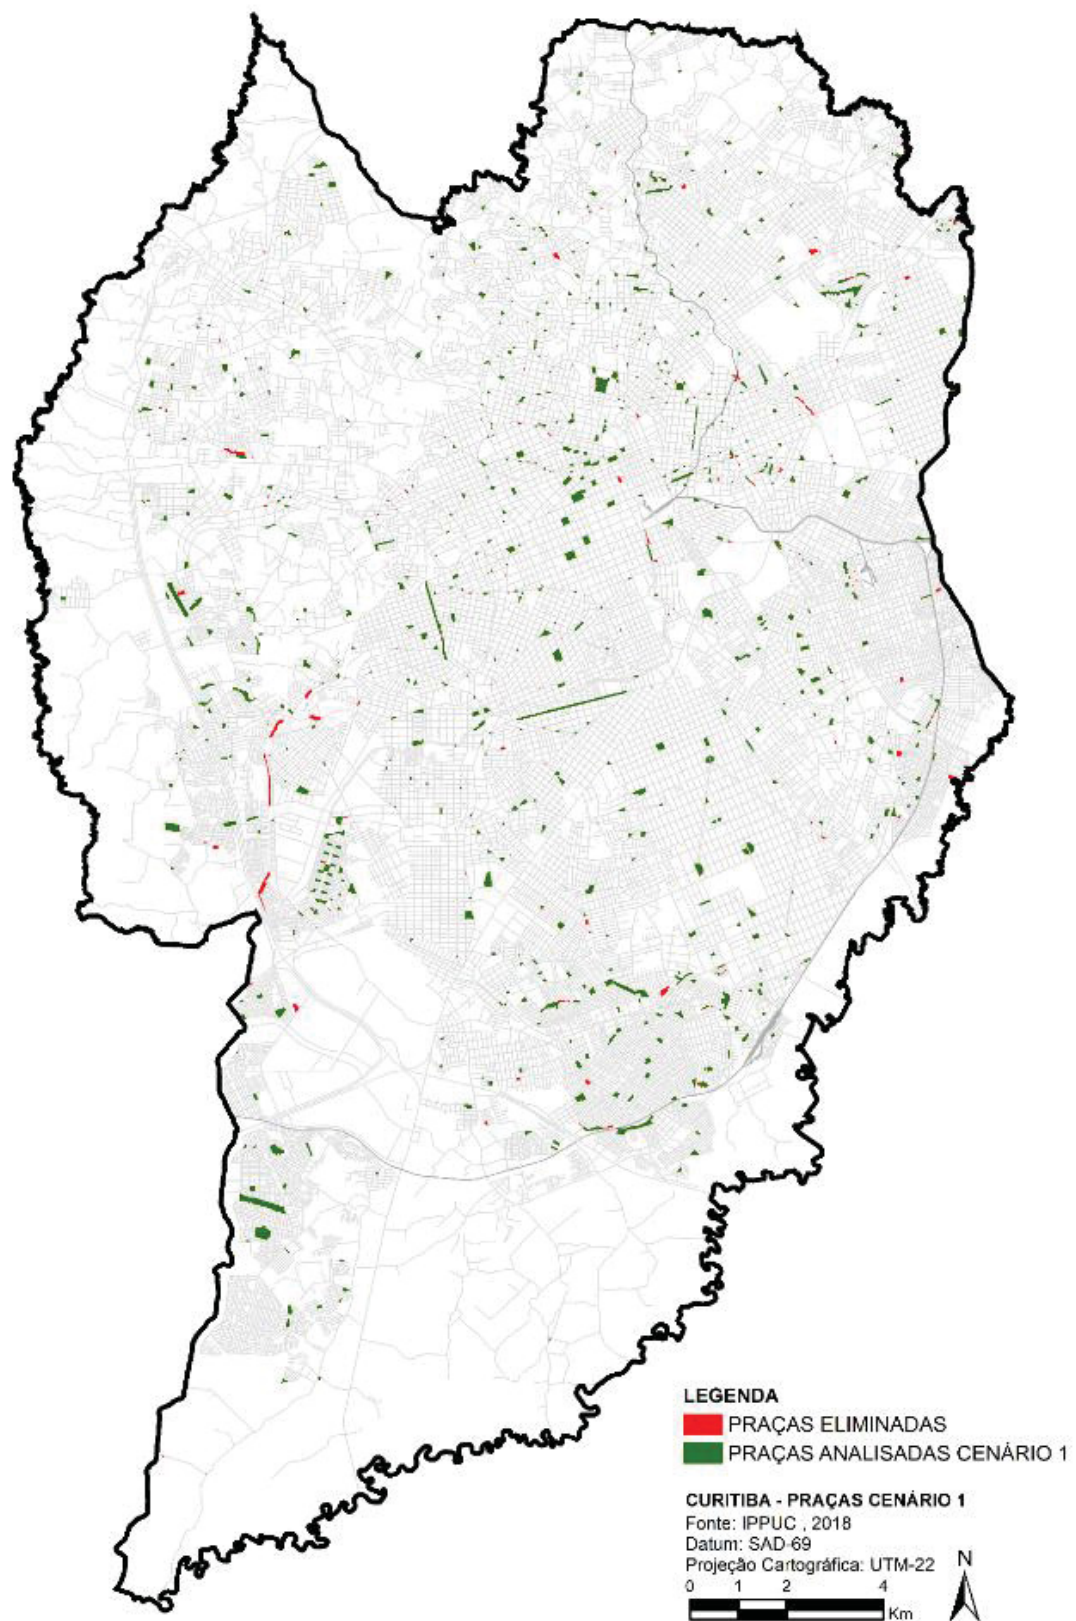 LEGENDA
PRAÇAS ELIMINADAS
PRAÇAS ANALISADAS CENÁRIO 1
CURITIBA - PRAÇAS CENÁRIO 1
Fonte: IPPUC , 2018
Datum: SAD-69
Projeção Cartográfica: UTM-22
N
0 1 2 4
Km